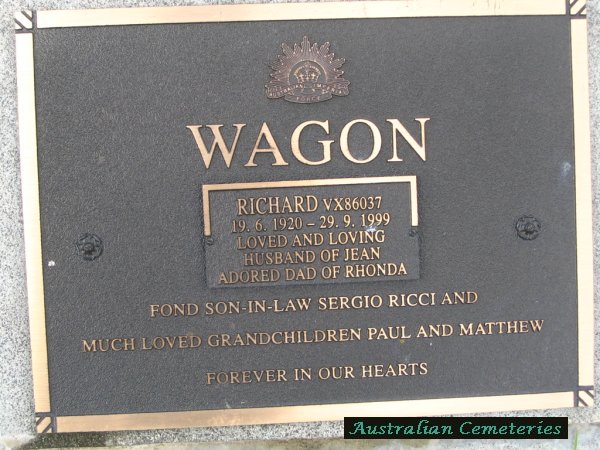 WAGON
RICHARD VX86037
19. 6. 1920 – 29. 9. 1999
LOVED AND LOVING
HUSBAND OF JEAN
ADORED DAD OF RHONDA
FOND SON-IN-LAW SERGIO RICCI AND
MUCH LOVED GRANDCHILDREN PAUL AND MATTHEW
FOREVER IN OUR HEARTS
Australian Cemeteries